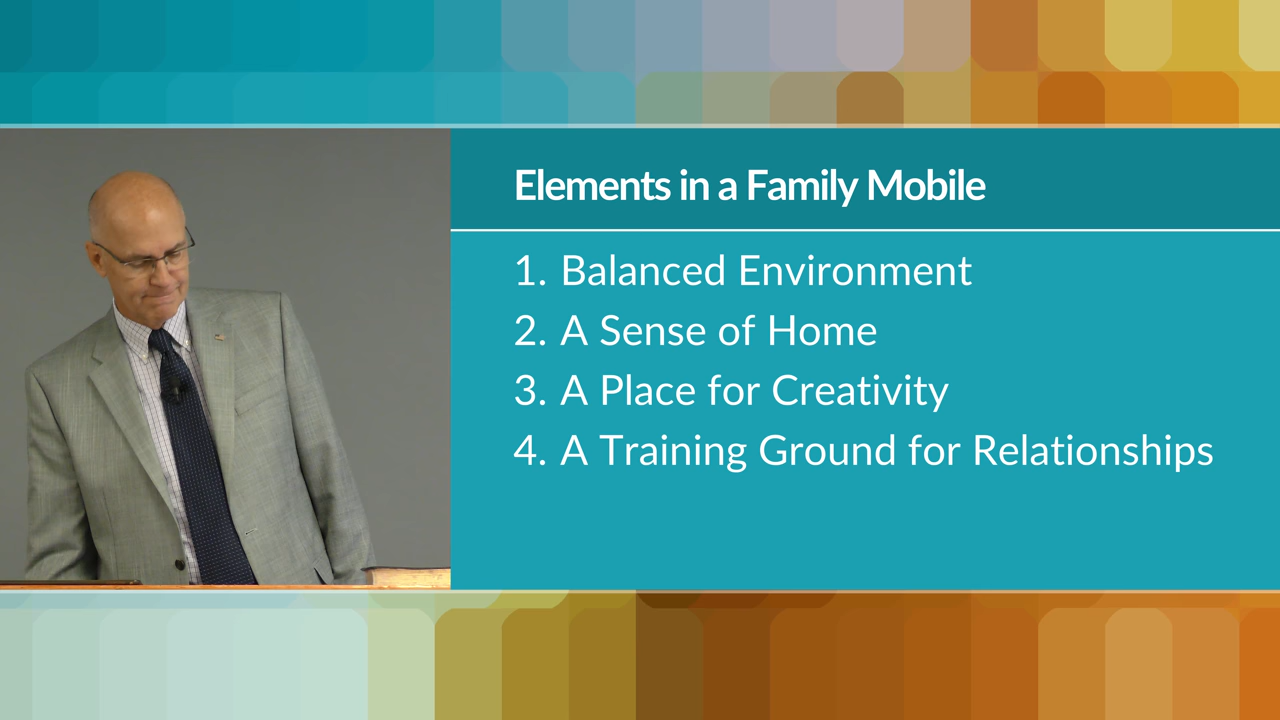 Elements in a Family Mobile
1. Balanced Environment
2. A Sense of Home
3. A Place for Creativity
4. A Training Ground for Relationships